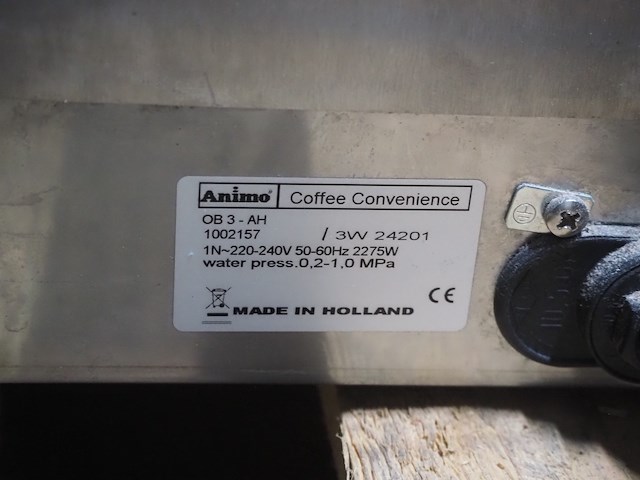 Animo® Coffee Convenience
OB 3 - AH
1002157 / 3W 24201
1N~220-240V 50-60Hz 2275W
water press.0,2-1,0 MPa
CE
MADE IN HOLLAND